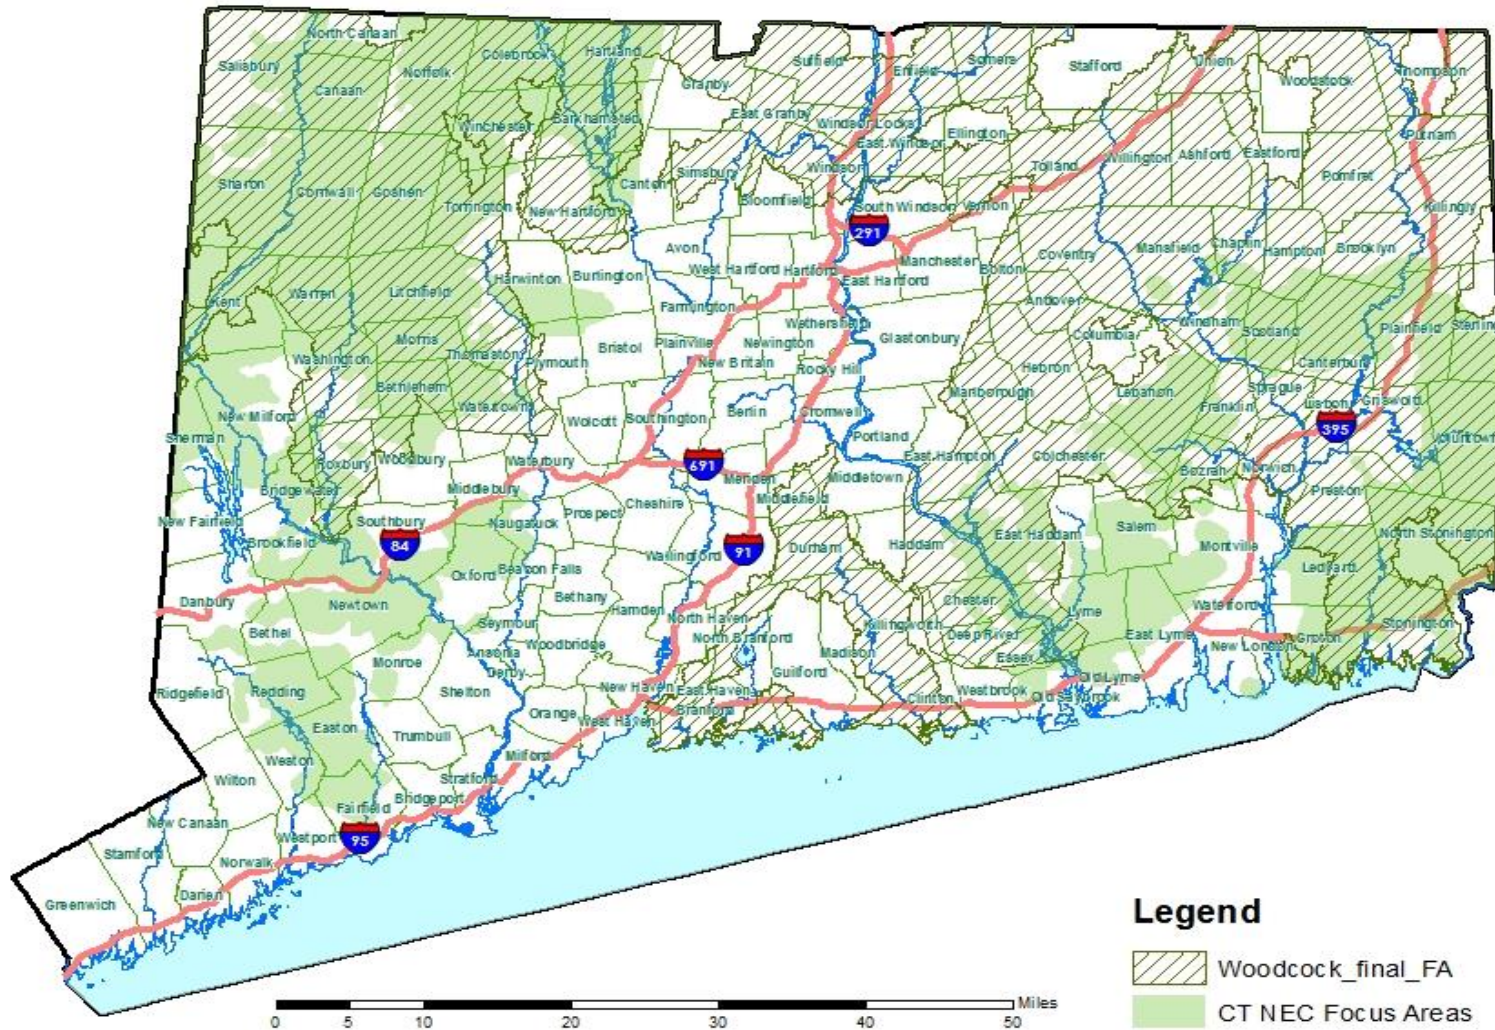 North Canaan
Colebrook
Hartland
Salisbury
Norfolk
Canaan
Suffield
Enfield
Somers
Stafford
Union
Woodstock
Thompson
Granby
East Granby
Windsor Locks
Winchester
Barkhamsted
East Windsor
Ellington
Putnam
Simsbury
Windsor
Tolland
Willington
Ashford
Eastford
Pomfret
Sharon
Cornwall
Goshen
Torrington
New Hartford
Canton
Bloomfield
South Windsor
Vernon
Killingly
291
Avon
Mansfield
Chaplin
Hampton
Brooklyn
Harwinton
Burlington
West Hartford
Hartford
East Hartford
Manchester
Bolton
Coventry
Kent
Warren
Litchfield
Farmington
Andover
Wethersfield
Windham
Scotland
Plainfield
Sterling
Morris
Bristol
Plainville
Newington
Glastonbury
Columbia
Washington
Thomaston
Plymouth
New Britain
Rocky Hill
Hebron
Canterbury
Bethlehem
Marlborough
Lebanon
Sprague
Lisbon
Griswold
New Milford
Watertown
Wolcott
Southington
Berlin
Cromwell
Franklin
395
Sherman
Portland
Voluntown
Roxbury
Woodbury
Waterbury
691
East Hampton
Colchester
Bozrah
Norwich
Bridgewater
Middlebury
Cheshire
Meriden
Middlefield
Middletown
Preston
New Fairfield
Southbury
Naugatuck
Prospect
Salem
North Stonington
Brookfield
84
Wallingford
91
Durham
Haddam
East Haddam
Montville
Oxford
Beacon Falls
Ledyard
Danbury
Newtown
Bethany
Hamden
Chester
Lyme
Waterford
Bethel
Seymour
Woodbridge
North Haven
North Branford
Killingworth
Deep River
East Lyme
Groton
Stonington
Monroe
Ansonia
Derby
Madison
Essex
New London
Ridgefield
Redding
Shelton
New Haven
East Haven
Guilford
Westbrook
Old Lyme
Easton
Orange
West Haven
Branford
Clinton
Old Saybrook
Trumbull
Milford
Weston
Wilton
Stratford
Fairfield
Bridgeport
New Canaan
Westport
95
Stamford
Norwalk
Darien
Greenwich
Legend
Woodcock_final_FA
CT NEC Focus Areas
Miles
0 5 10 20 30 40 50